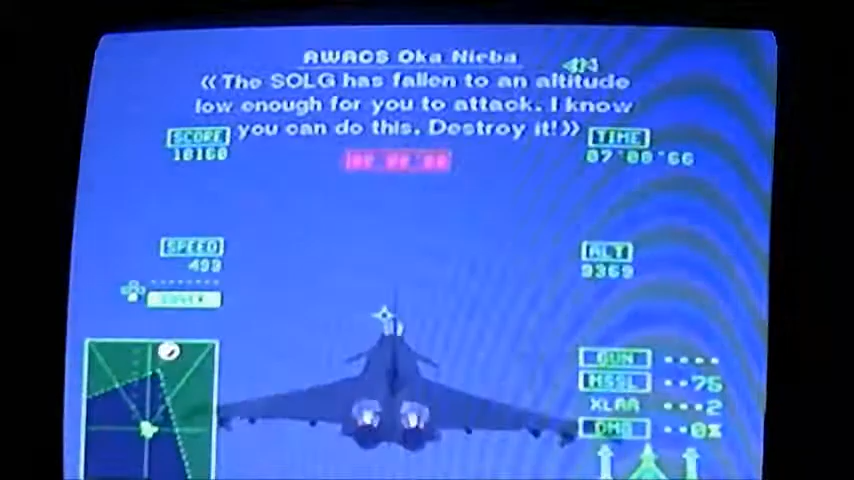 AWACS Oka Nieba
<<The SOLG has fallen to an altitude
low enough for you to attack. I know
you can do this. Destroy it!>>
SCORE
18160
TIME
07'08'66
SPEED
493
ALT
9369
GUN
MSSL 75
XLAA 2
DMG 0%